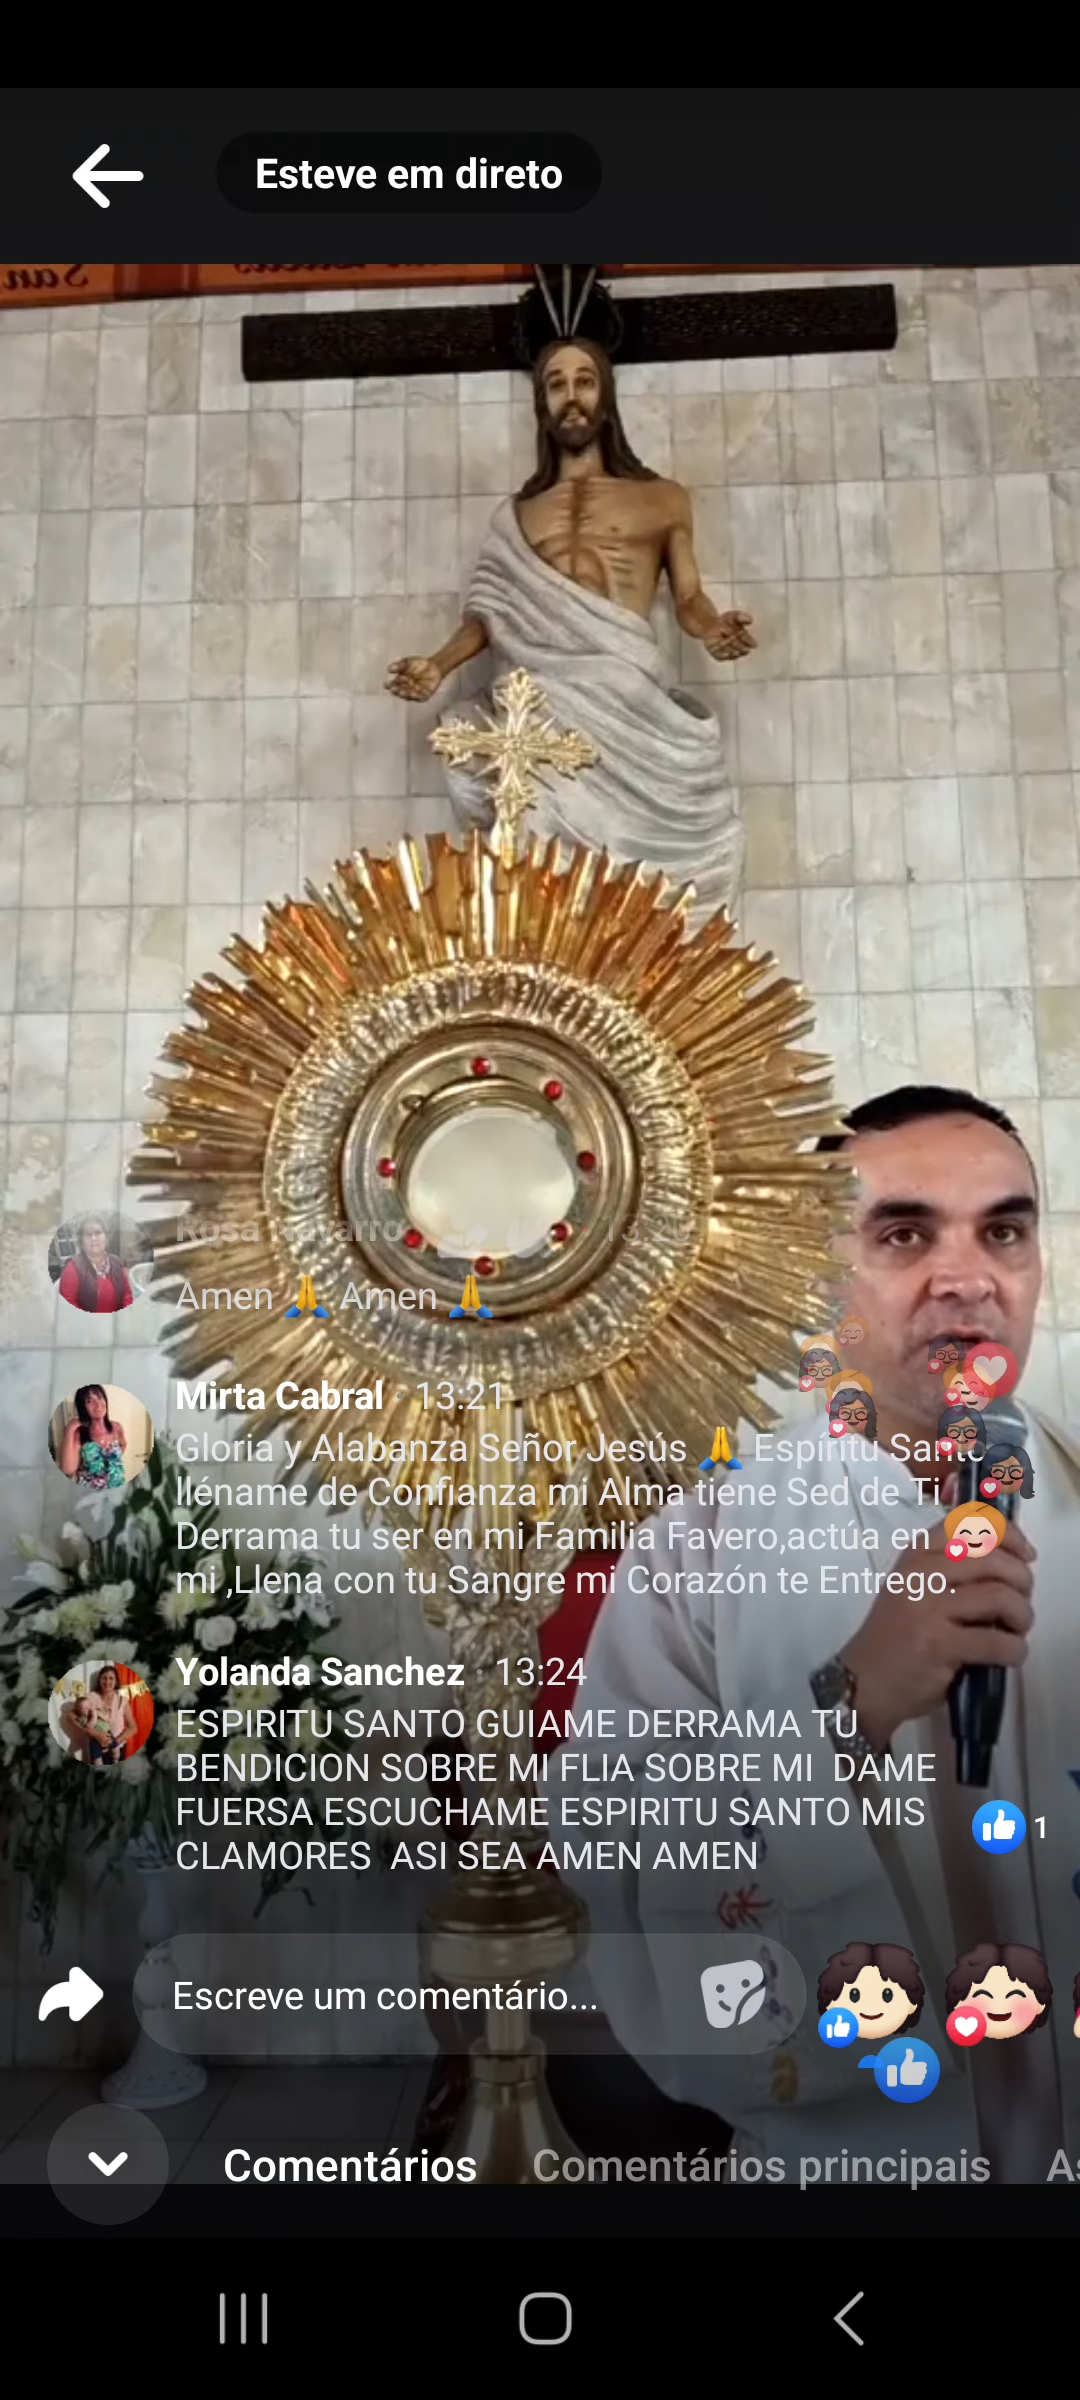 Esteve em direto
San
Rosa Navarro
Amen 🙏 Amen 🙏
Mirta Cabral · 13:21
Gloria y Alabanza Señor Jesús 🙏 Espíritu Santo
lléname de Confianza mi Alma tiene Sed de Ti
Derrama tu ser en mi Familia Favero,actúa en
mi ,Llena con tu Sangre mi Corazón te Entrego.
Yolanda Sanchez · 13:24
ESPIRITU SANTO GUIAME DERRAMA TU
BENDICION SOBRE MI FLIA SOBRE MI  DAME
FUERSA ESCUCHAME ESPIRITU SANTO MIS
CLAMORES  ASI SEA AMEN AMEN
1
Escreve um comentário...
Comentários Comentários principais